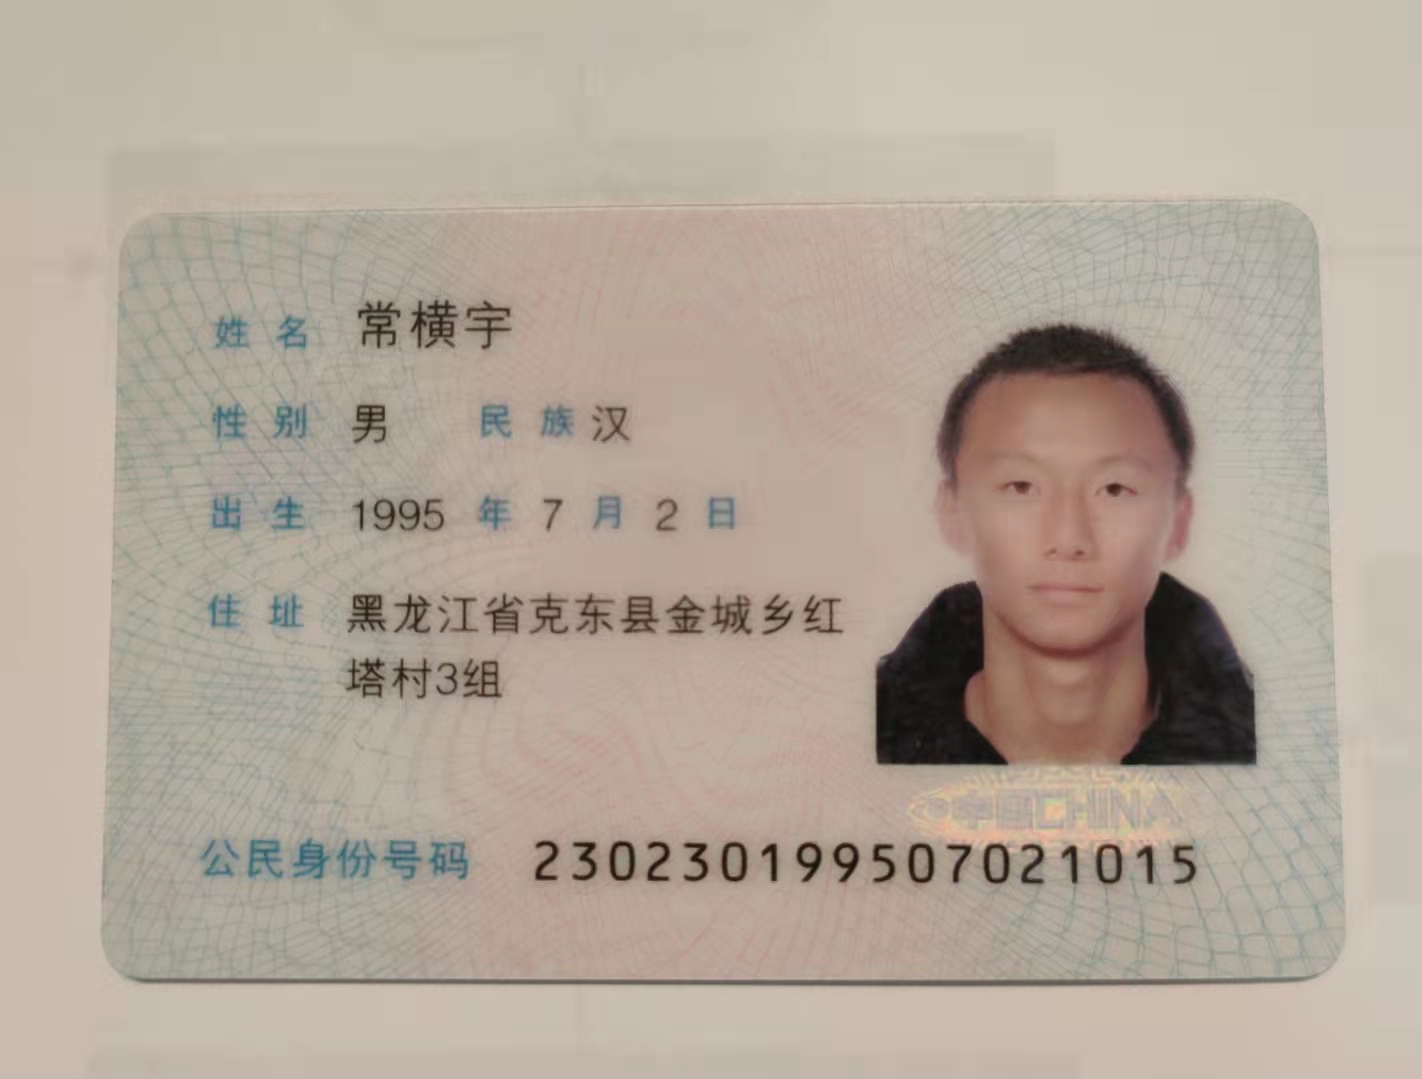 姓名 常横宇
性别 男 民族 汉
出生 1995 年 7 月 2 日
住址 黑龙江省克东县金城乡红
塔村3组
中国CHINA
公民身份号码 230230199507021015